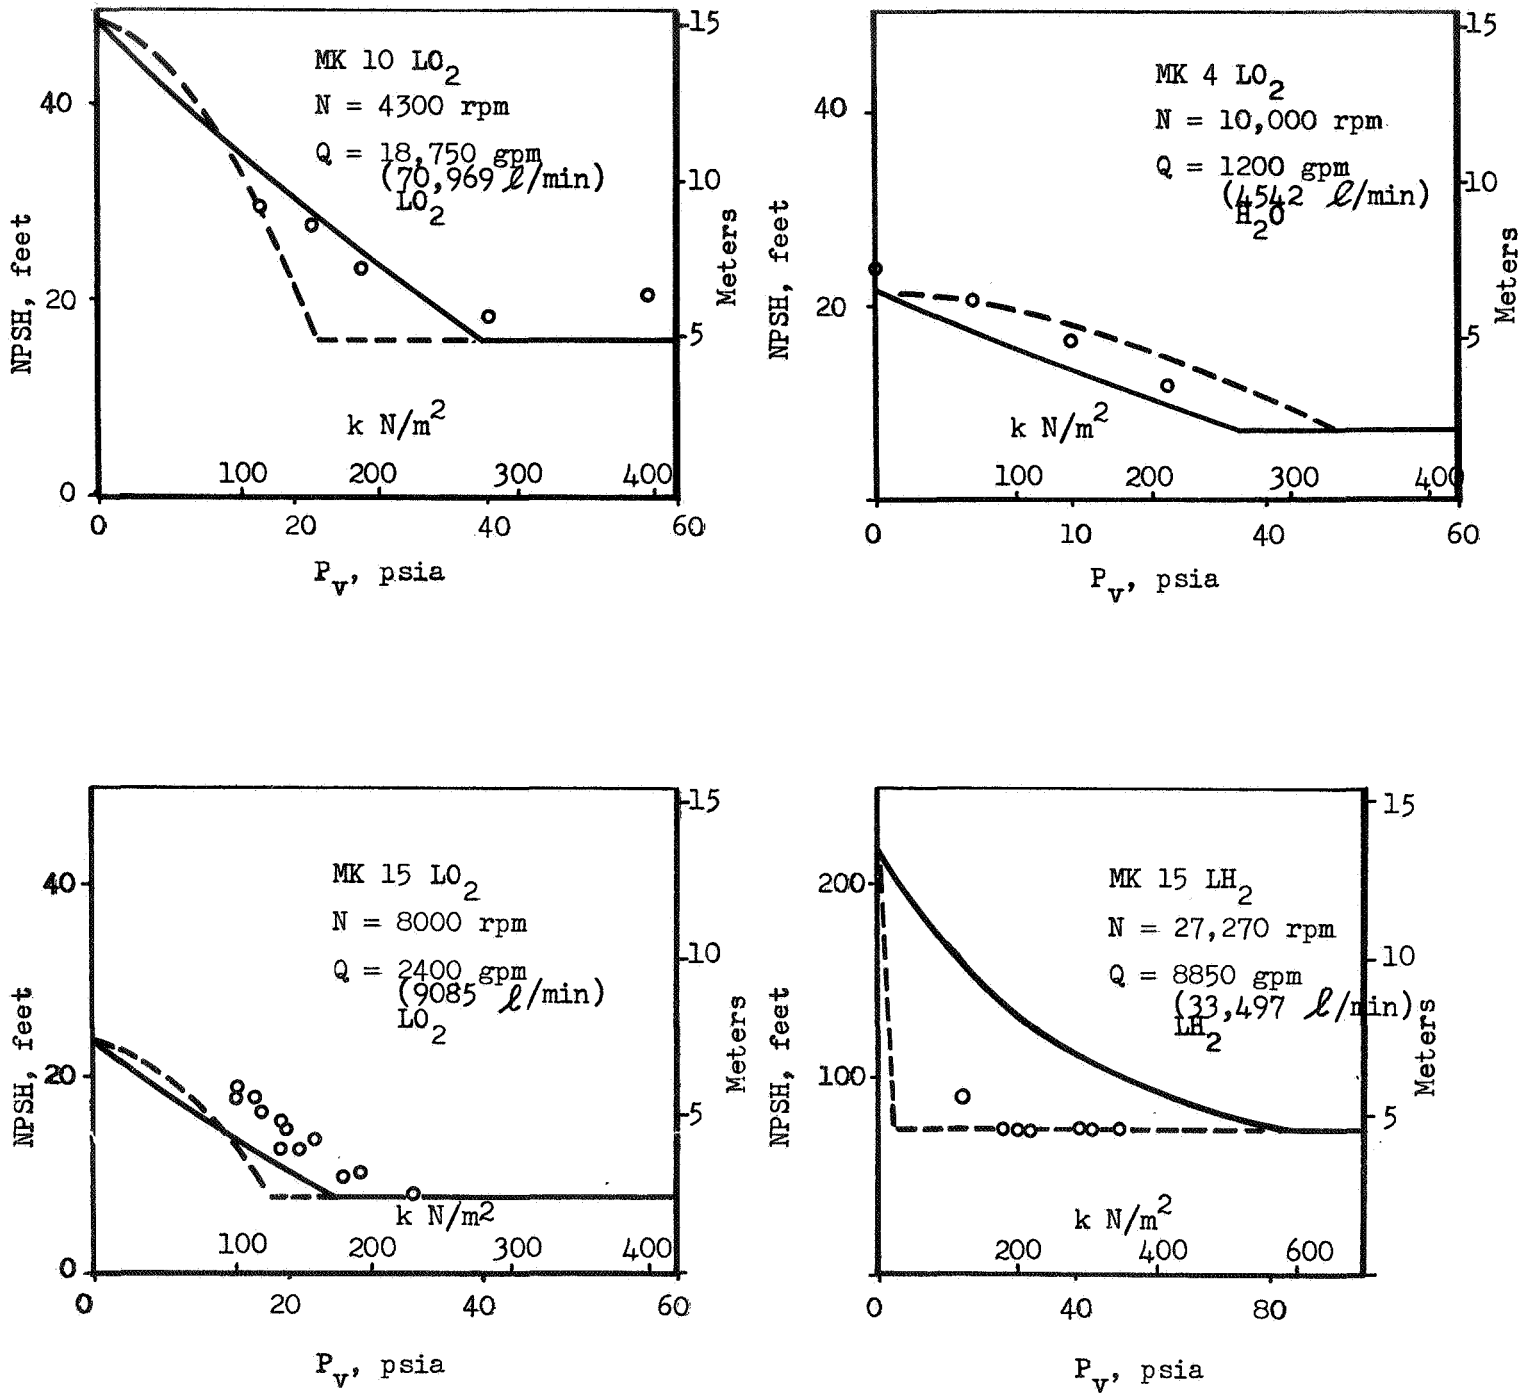 MK 10 LO2
N = 4300 rpm
Q = 18,750 gpm
(70,969 ℓ/min)
LO2
NPSH, feet
40
20
0
15
10
5
Meters
k N/m2
100 200 300 400
0 20 40 60
Pv, psia
MK 4 LO2
N = 10,000 rpm
Q = 1200 gpm
(4542 ℓ/min)
H2O
NPSH, feet
40
20
15
10
5
Meters
k N/m2
100 200 300 400
0 10 40 60
Pv, psia
MK 15 LO2
N = 8000 rpm
Q = 2400 gpm
(9085 ℓ/min)
LO2
NPSH, feet
40
20
0
15
10
5
Meters
k N/m2
100 200 300 400
0 20 40 60
Pv, psia
MK 15 LH2
N = 27,270 rpm
Q = 8850 gpm
(33,497 ℓ/min)
LH2
NPSH, feet
200
100
15
10
5
Meters
k N/m2
200 400 600
0 40 80
Pv, psia